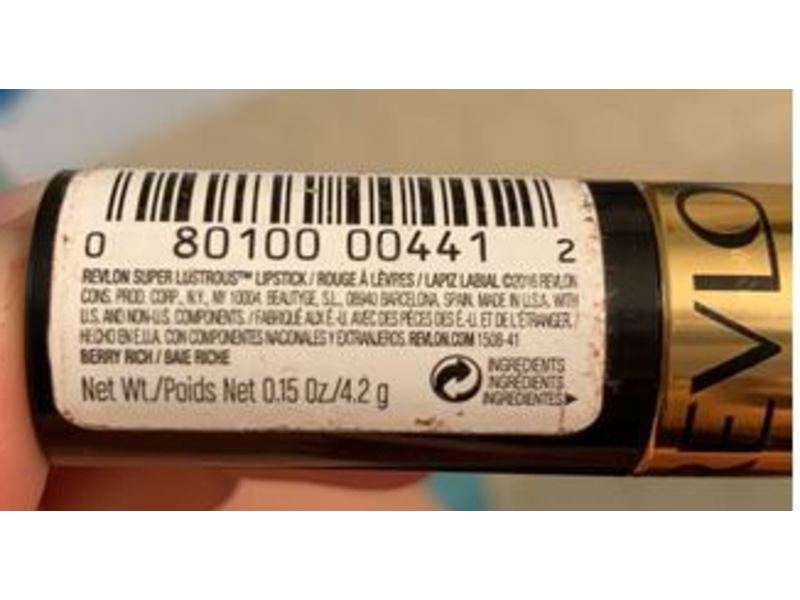 0 80100 00441 2
REVLON SUPER LUSTROUS™ LIPSTICK / ROUGE À LÈVRES / LAPIZ LABIAL ©2016 REVLON
CONS. PROD. CORP., N.Y., NY 10004. BEAUTYGE, S.L., 08940 BARCELONA, SPAIN. MADE IN U.S.A. WITH
U.S. AND NON-U.S. COMPONENTS. / FABRIQUÉ AUX É.-U. AVEC DES PIÈCES DES É.-U. ET DE L'ÉTRANGER. /
HECHO EN E.U.A. CON COMPONENTES NACIONALES Y EXTRANJEROS. REVLON.COM 1508-41
BERRY RICH / BAIE RICHE
Net Wt./Poids Net 0.15 Oz./4.2 g
INGREDIENTS
INGRÉDIENTS
INGREDIENTES
REVLO